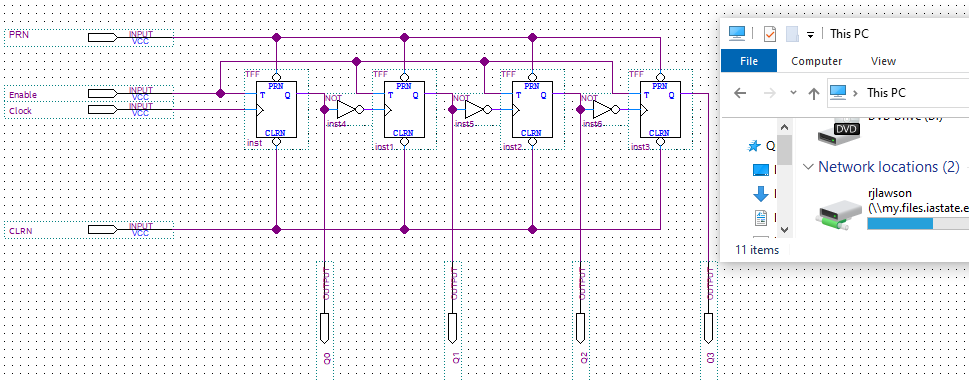 PRN
INPUT
VCC
Enable
INPUT
VCC
Clock
INPUT
VCC
CLRN
INPUT
VCC
TFF
PRN
T Q
CLRN
inst
NOT
inst4
TFF
PRN
T Q
CLRN
inst1
NOT
inst5
TFF
PRN
T Q
CLRN
inst2
NOT
inst6
TFF
PRN
T Q
CLRN
inst3
OUTPUT
Q0
OUTPUT
Q1
OUTPUT
Q2
OUTPUT
Q3
This PC
File Computer View
This PC
Q
DVD
Network locations (2)
rjlawson
(\\my.files.iastate.e
11 items